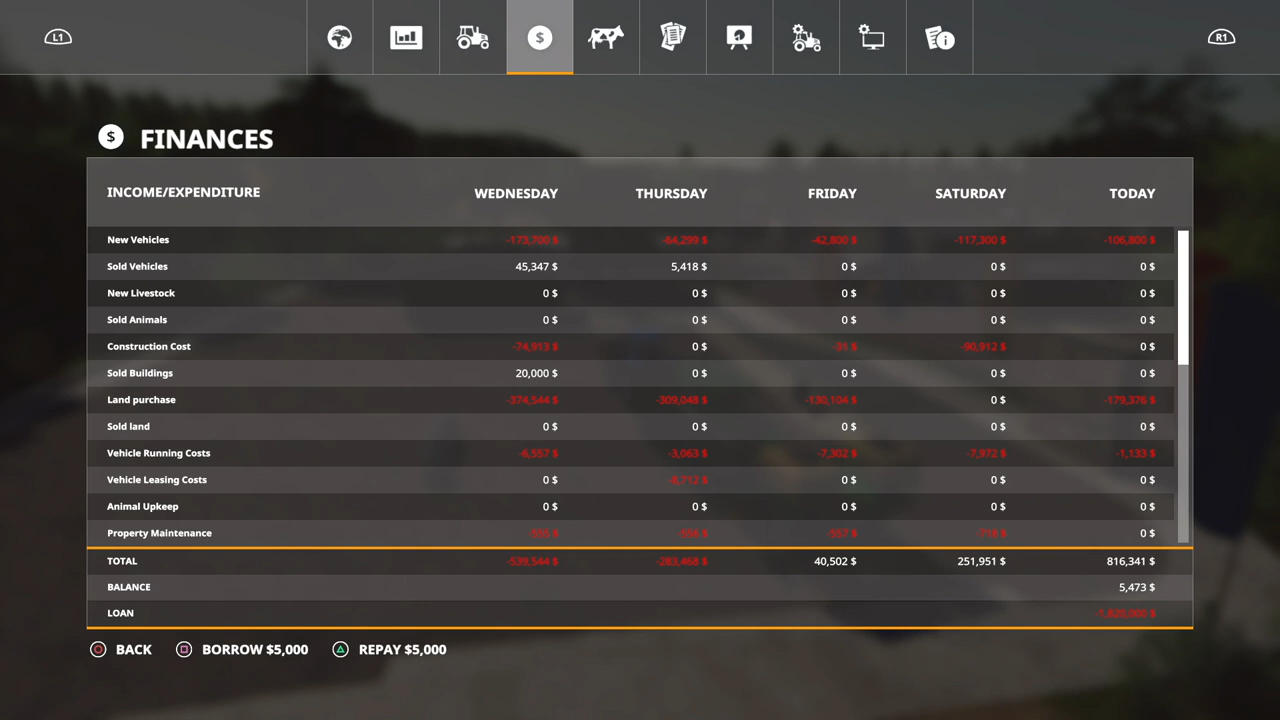 L1 R1
$ FINANCES
INCOME/EXPENDITURE WEDNESDAY THURSDAY FRIDAY SATURDAY TODAY
New Vehicles -173,700 $ -64,299 $ -42,800 $ -117,300 $ -106,800 $
Sold Vehicles 45,347 $ 5,418 $ 0 $ 0 $ 0 $
New Livestock 0 $ 0 $ 0 $ 0 $ 0 $
Sold Animals 0 $ 0 $ 0 $ 0 $ 0 $
Construction Cost -74,913 $ 0 $ -31 $ -90,912 $ 0 $
Sold Buildings 20,000 $ 0 $ 0 $ 0 $ 0 $
Land purchase -374,544 $ -309,048 $ -130,104 $ 0 $ -179,376 $
Sold land 0 $ 0 $ 0 $ 0 $ 0 $
Vehicle Running Costs -6,557 $ -3,063 $ -7,302 $ -7,972 $ -1,133 $
Vehicle Leasing Costs 0 $ -8,712 $ 0 $ 0 $ 0 $
Animal Upkeep 0 $ 0 $ 0 $ 0 $ 0 $
Property Maintenance 0 $
TOTAL -539,544 $ -283,468 $ 40,502 $ 251,951 $ 816,341 $
BALANCE 5,473 $
LOAN
BACK BORROW $5,000 REPAY $5,000